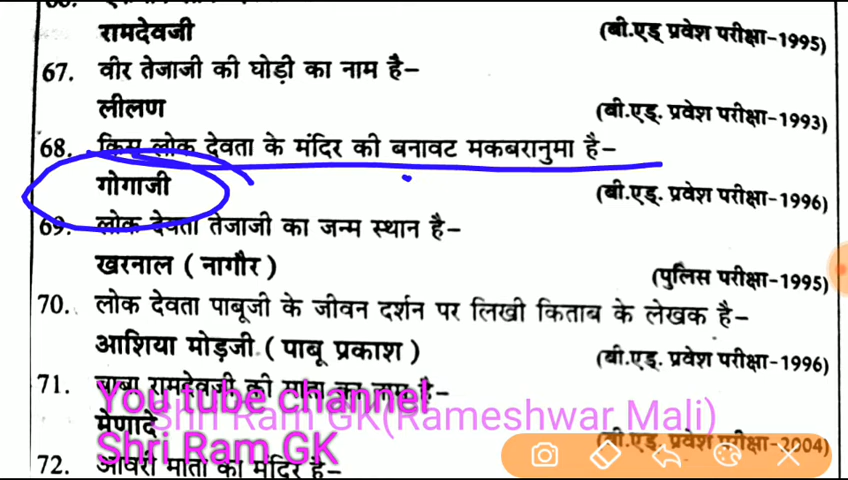 रामदेवजी (बी.एड् प्रवेश परीक्षा-1995)
67. वीर तेजाजी की घोड़ी का नाम है-
लीलण (बी.एड्. प्रवेश परीक्षा-1993)
68. किस लोक देवता के मंदिर की बनावट मकबरानुमा है-
गोगाजी (बी.एड्. प्रवेश परीक्षा-1996)
69. लोक देवता तेजाजी का जन्म स्थान है-
खरनाल ( नागौर ) (पुलिस परीक्षा-1995)
70. लोक देवता पाबूजी के जीवन दर्शन पर लिखी किताब के लेखक है-
आशिया मोड़जी ( पाबू प्रकाश ) (बी.एड्. प्रवेश परीक्षा-1996)
71. बाबा रामदेवजी की माता का नाम है-
You tube channel
Shri Ram GK(Rameshwar Mali)
मेणादे (बी.एड्. प्रवेश परीक्षा-2004)
Shri Ram GK
72. आवरी माता का मंदिर है-